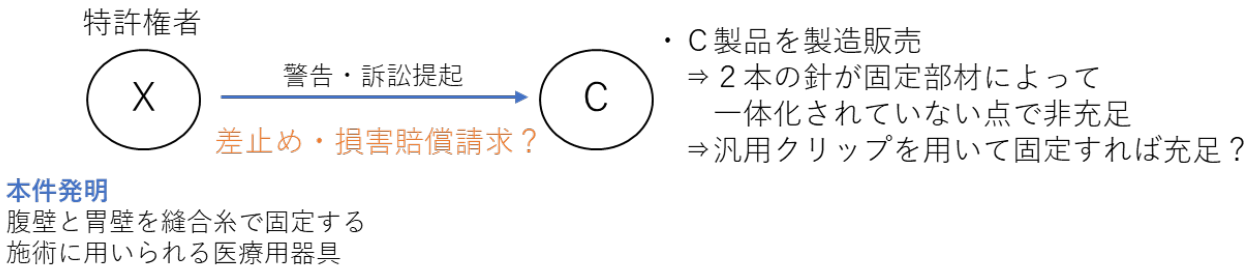 特許権者
X
警告・訴訟提起
差止め・損害賠償請求？
C
・Ｃ製品を製造販売
⇒２本の針が固定部材によって
一体化されていない点で非充足
⇒汎用クリップを用いて固定すれば充足？
本件発明
腹壁と胃壁を縫合糸で固定する
施術に用いられる医療用器具